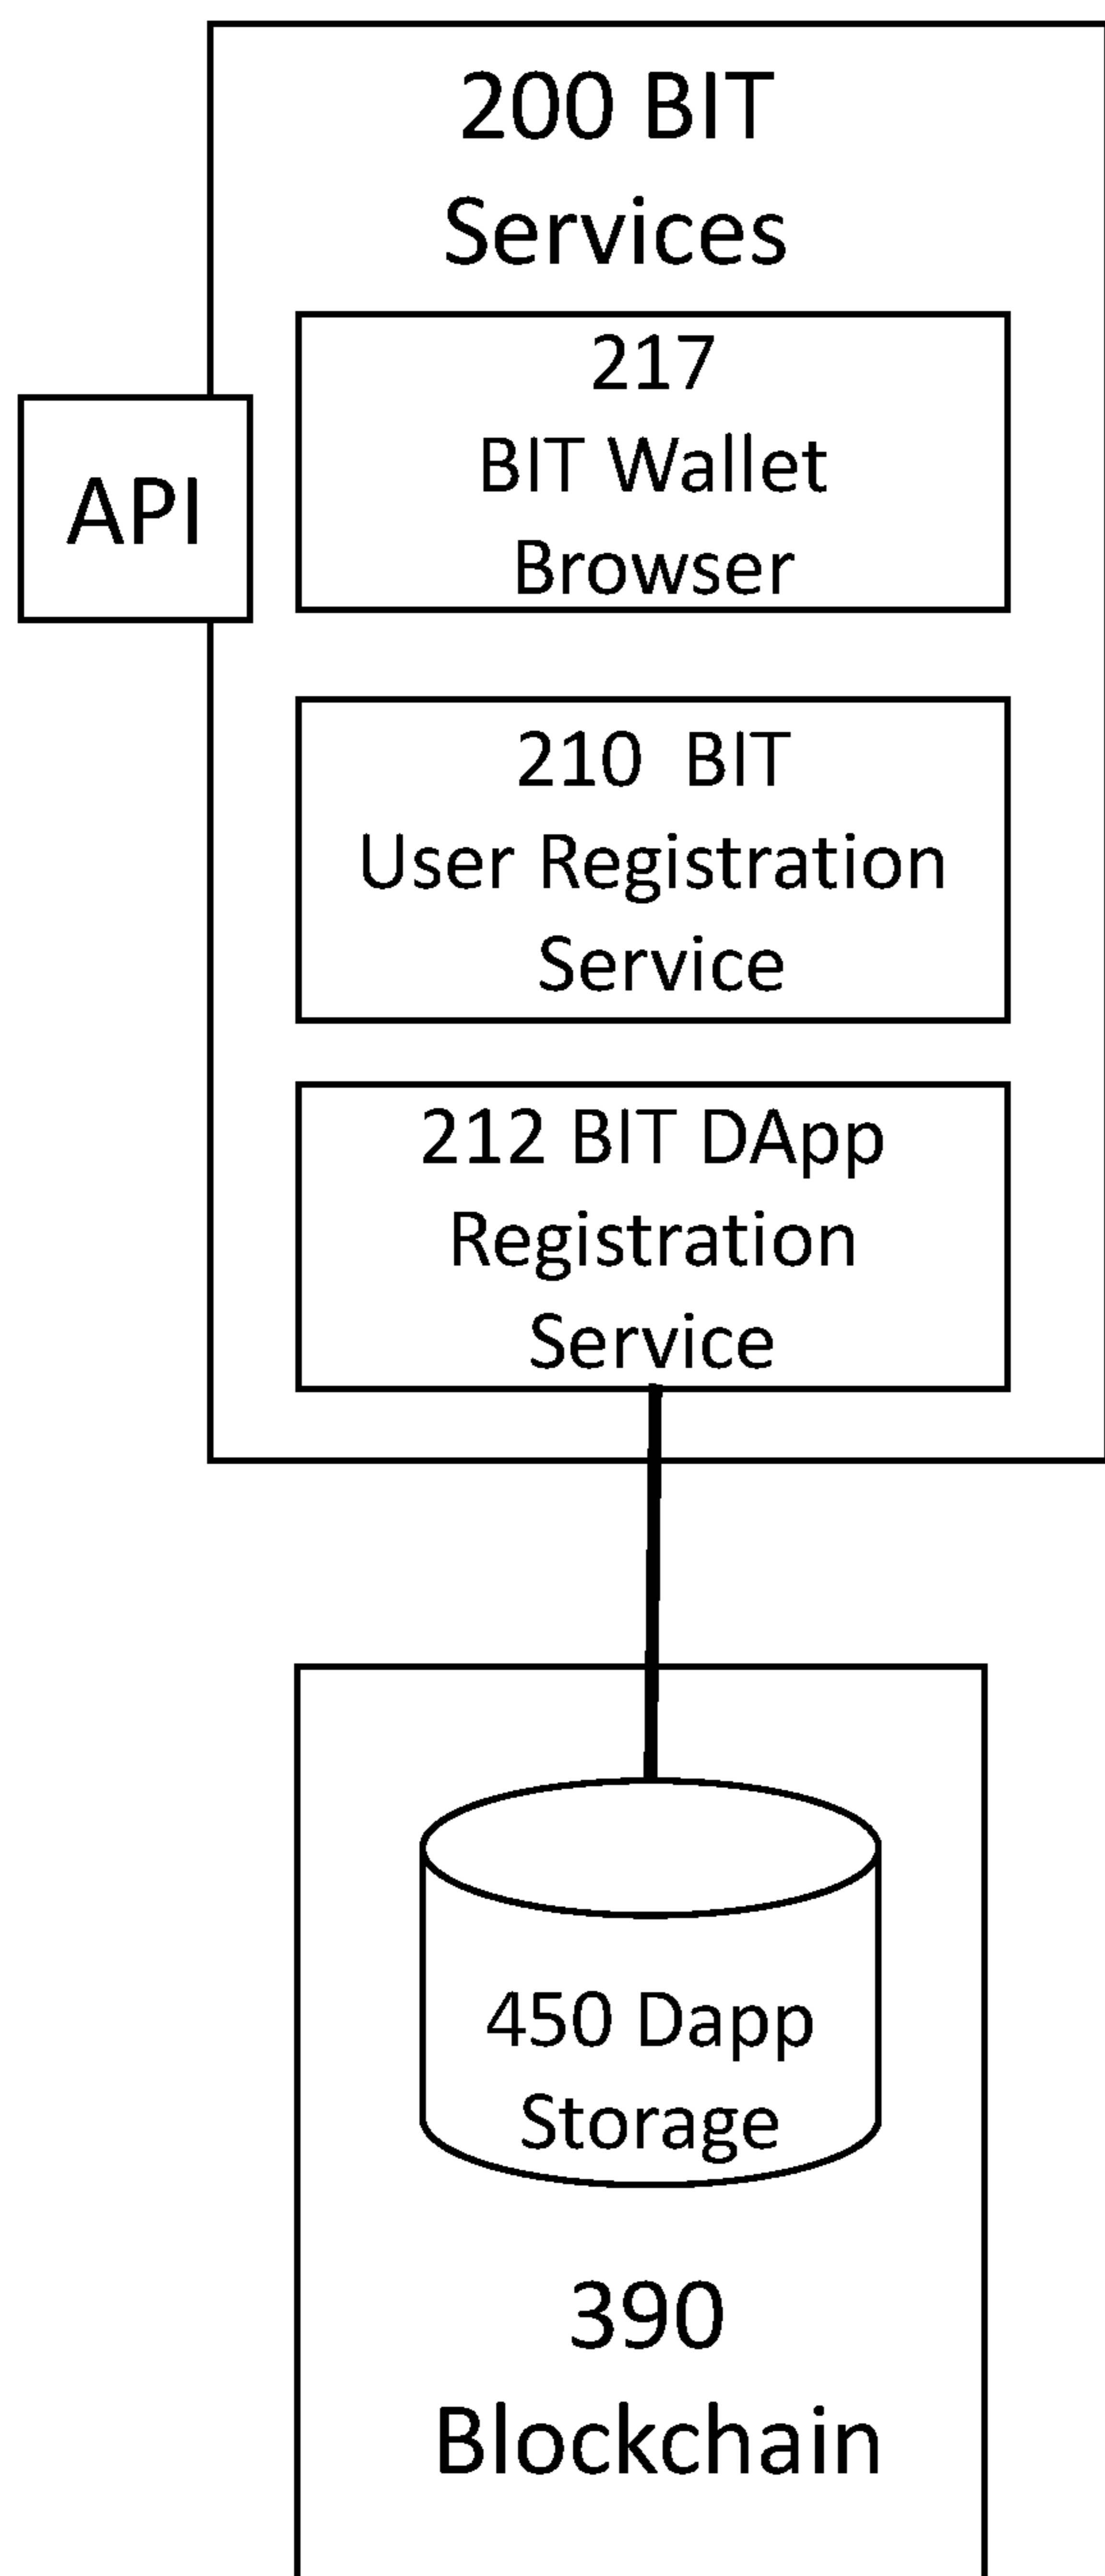 200 BIT
Services
217
BIT Wallet
Browser
API
210 BIT
User Registration
Service
212 BIT DApp
Registration
Service
450 Dapp
Storage
390
Blockchain